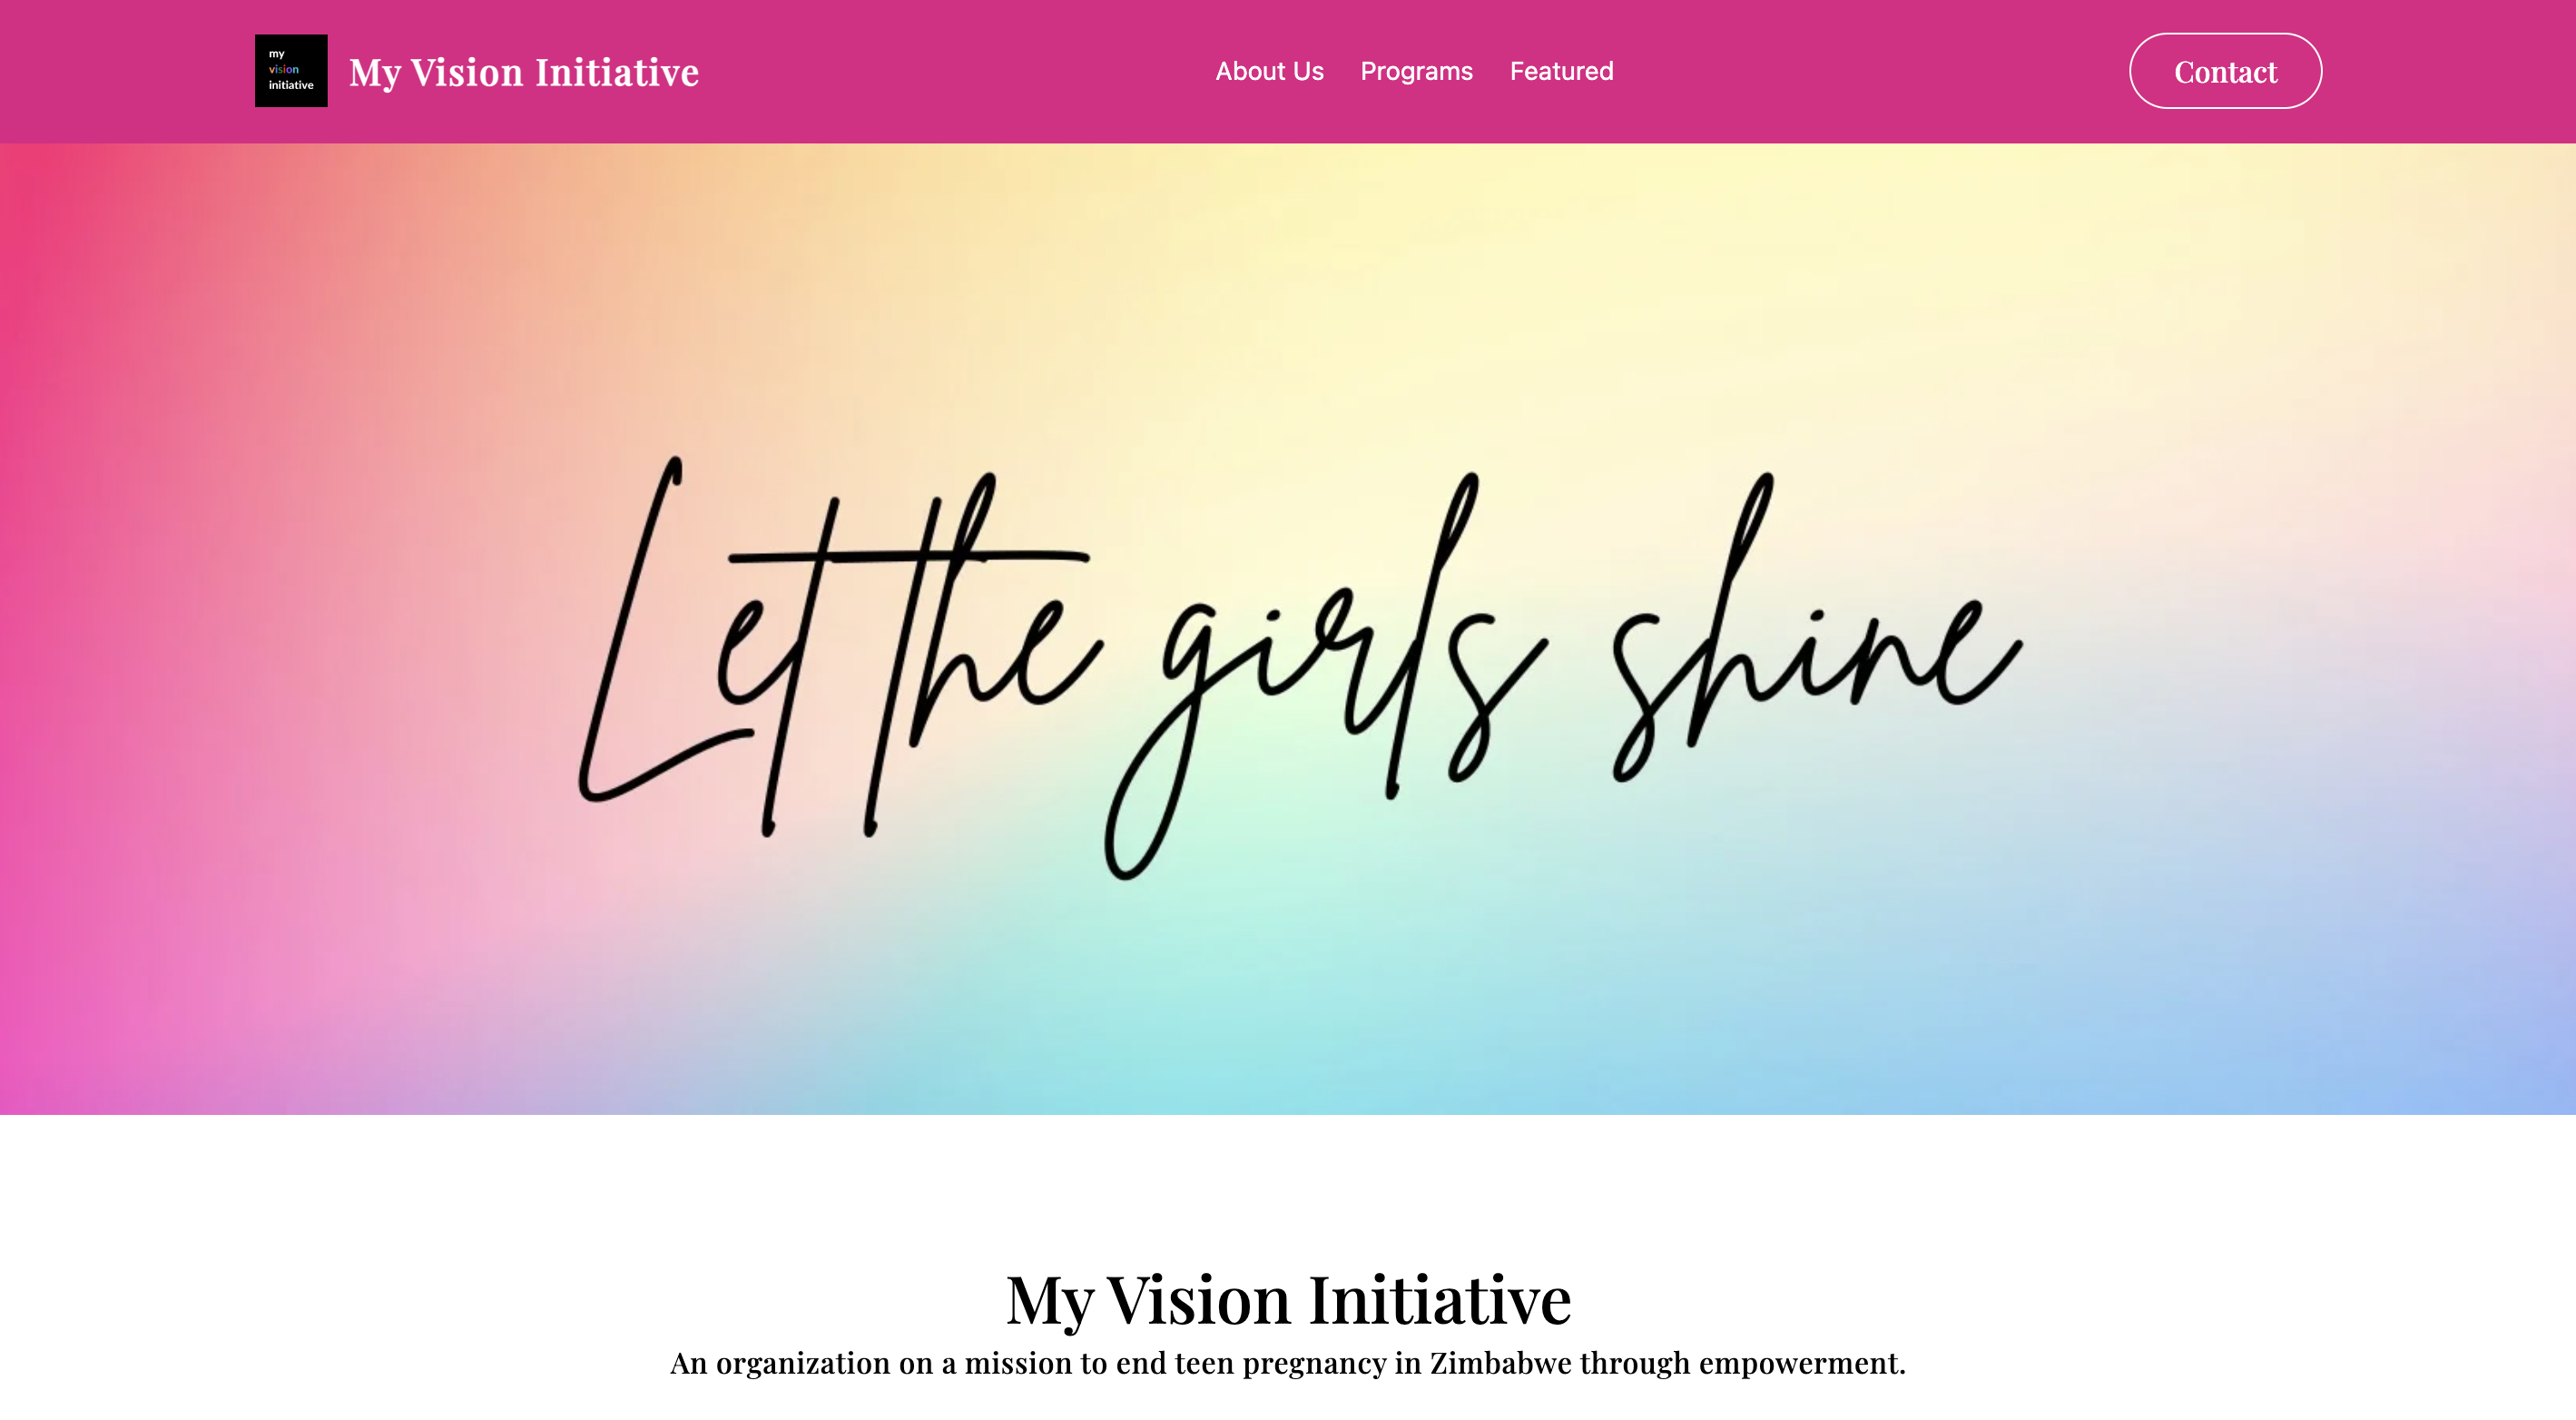 my
vision
initiative
My Vision Initiative
About Us
Programs
Featured
Contact
Let the girls shine
My Vision Initiative
An organization on a mission to end teen pregnancy in Zimbabwe through empowerment.